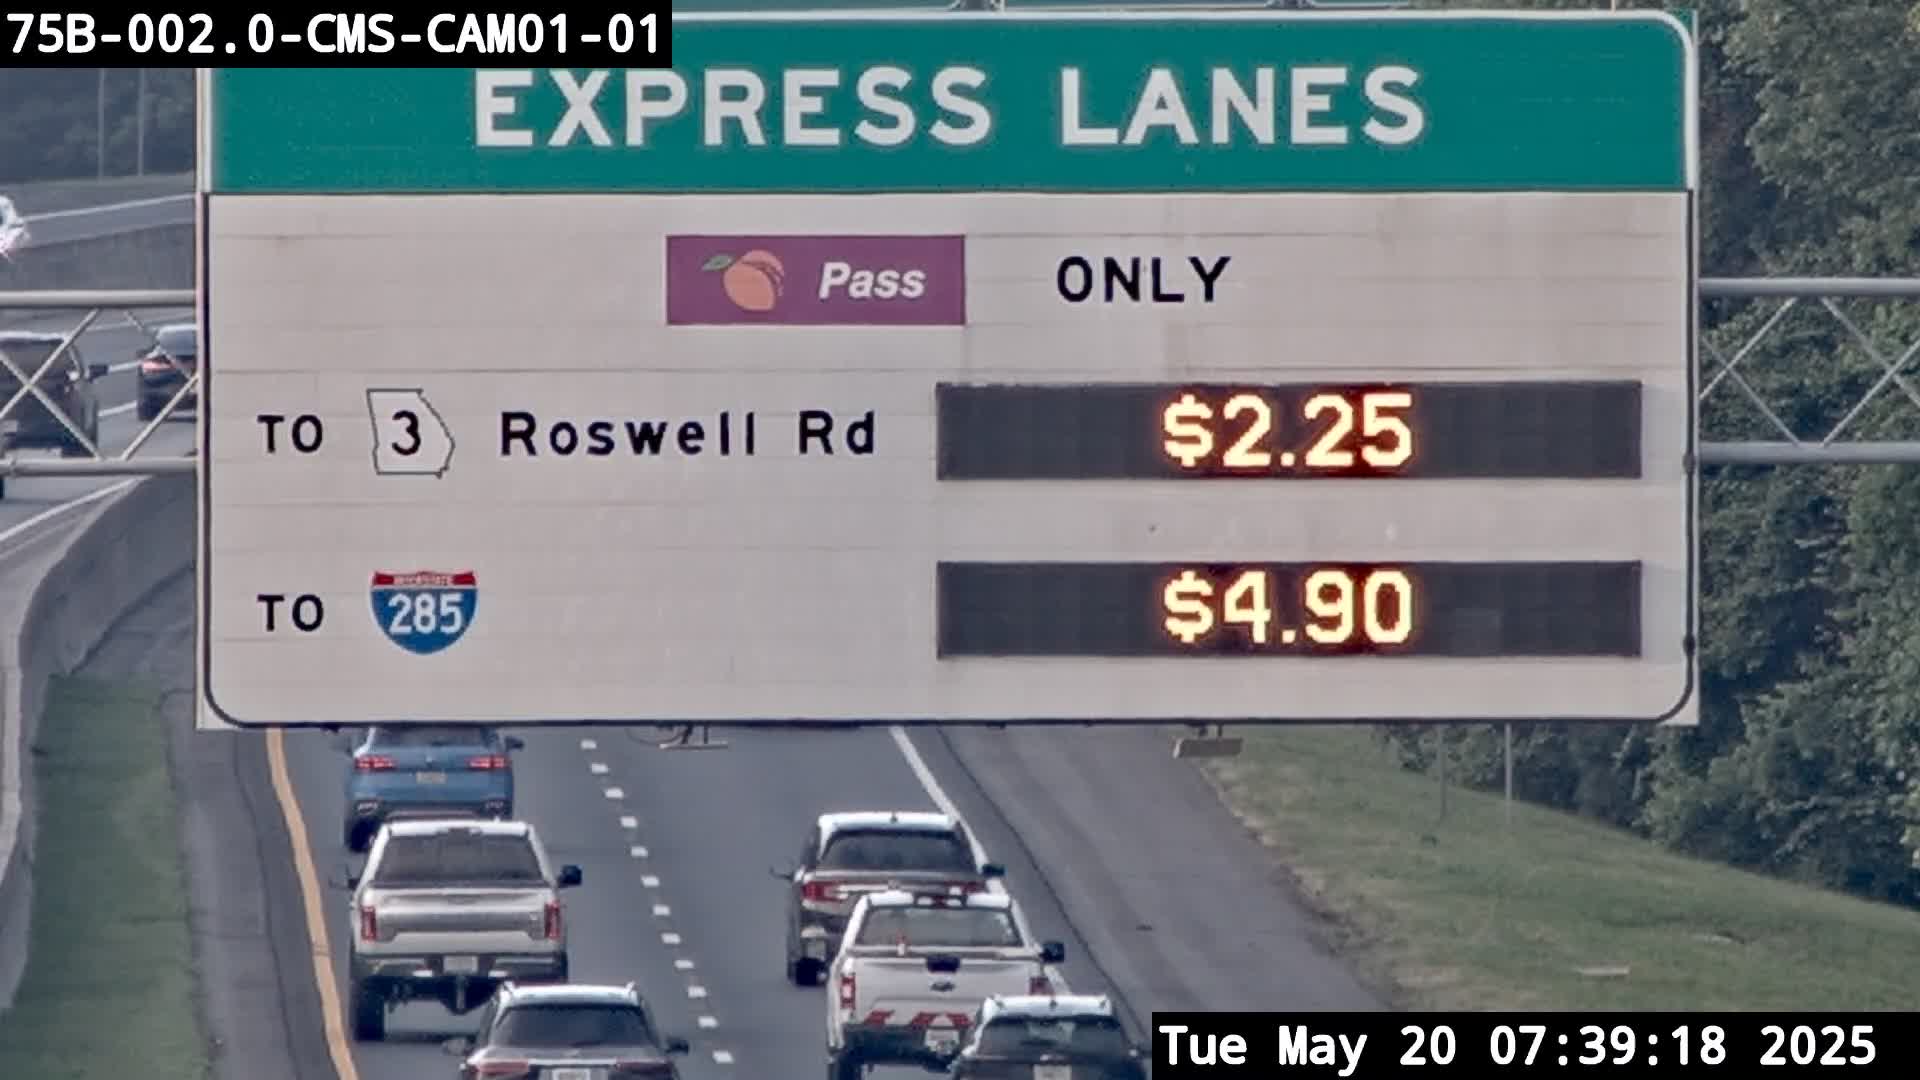 75B-002.0-CMS-CAM01-01
EXPRESS LANES
Pass ONLY
TO 3 Roswell Rd $2.25
TO INTERSTATE 285 $4.90
Tue May 20 07:39:18 2025